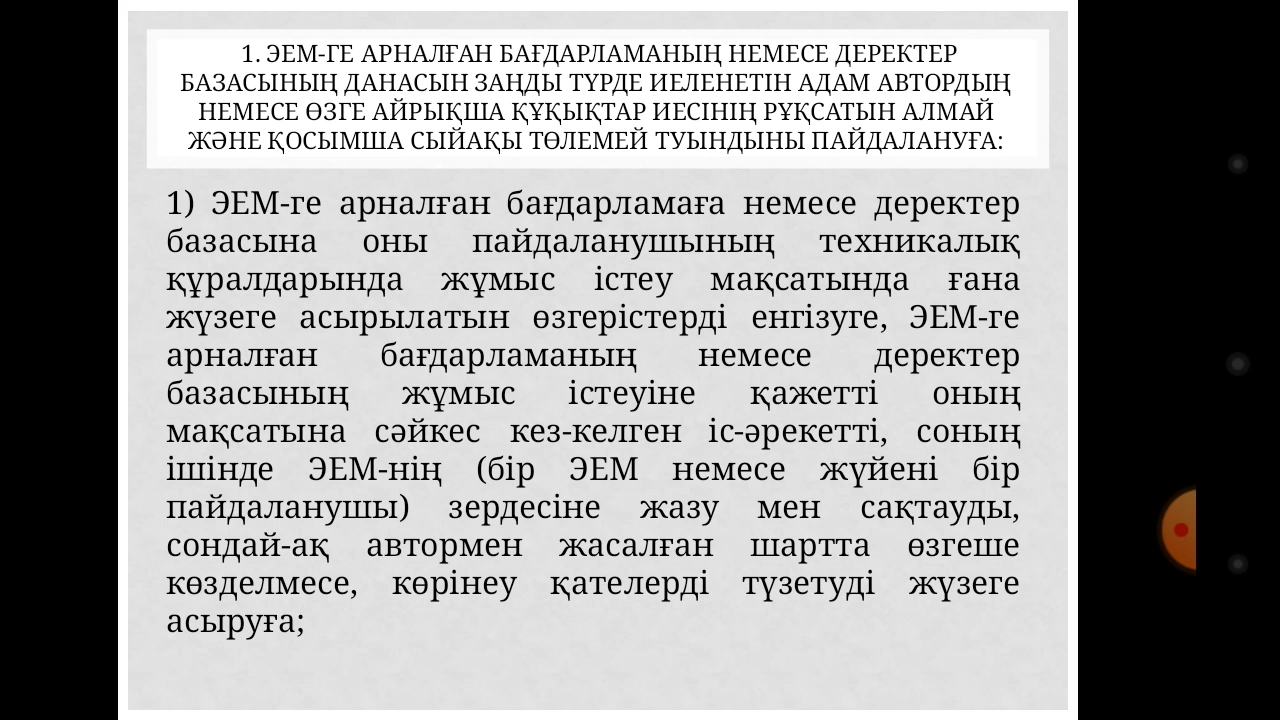 1. ЭЕМ-ГЕ АРНАЛҒАН БАҒДАРЛАМАНЫҢ НЕМЕСЕ ДЕРЕКТЕР
БАЗАСЫНЫҢ ДАНАСЫН ЗАҢДЫ ТҮРДЕ ИЕЛЕНЕТІН АДАМ АВТОРДЫҢ
НЕМЕСЕ ӨЗГЕ АЙРЫҚША ҚҰҚЫҚТАР ИЕСІНІҢ РҰҚСАТЫН АЛМАЙ
ЖӘНЕ ҚОСЫМША СЫЙАҚЫ ТӨЛЕМЕЙ ТУЫНДЫНЫ ПАЙДАЛАНУҒА:
1) ЭЕМ-ге арналған бағдарламаға немесе деректер
базасына оны пайдаланушының техникалық
құралдарында жұмыс істеу мақсатында ғана
жүзеге асырылатын өзгерістерді енгізуге, ЭЕМ-ге
арналған бағдарламаның немесе деректер
базасының жұмыс істеуіне қажетті оның
мақсатына сәйкес кез-келген іс-әрекетті, соның
ішінде ЭЕМ-нің (бір ЭЕМ немесе жүйені бір
пайдаланушы) зердесіне жазу мен сақтауды,
сондай-ақ автормен жасалған шартта өзгеше
көзделмесе, көрінеу қателерді түзетуді жүзеге
асыруға;